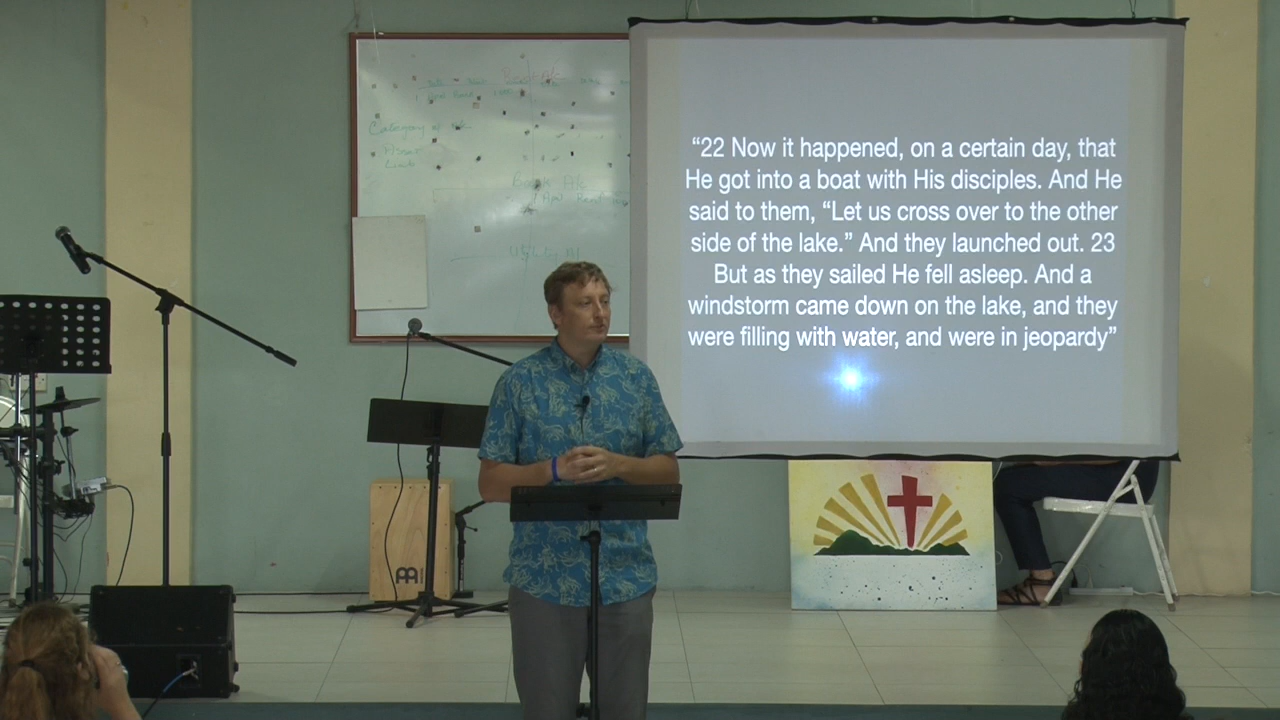 “22 Now it happened, on a certain day, that
He got into a boat with His disciples. And He
said to them, “Let us cross over to the other
side of the lake.” And they launched out. 23
But as they sailed He fell asleep. And a
windstorm came down on the lake, and they
were filling with water, and were in jeopardy”
Category of